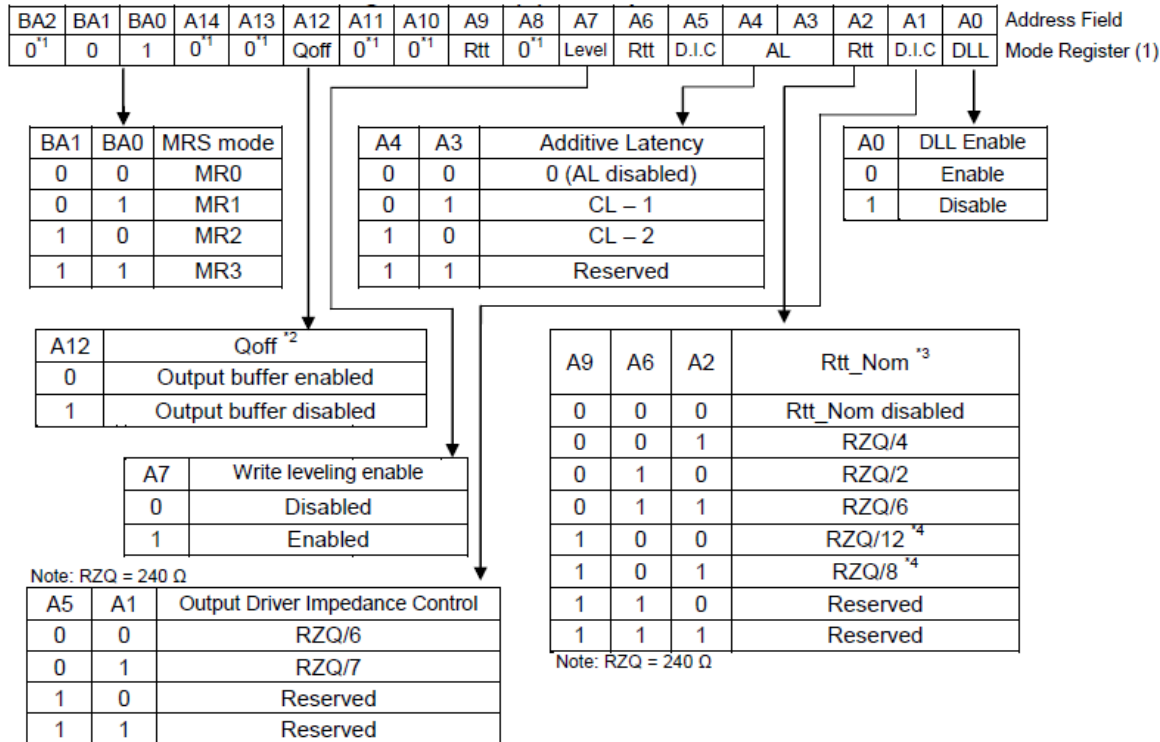 BA2 BA1 BA0 A14 A13 A12 A11 A10 A9 A8 A7 A6 A5 A4 A3 A2 A1 A0 Address Field
0*1 0 1 0*1 0*1 Qoff 0*1 0*1 Rtt 0*1 Level Rtt D.I.C AL Rtt D.I.C DLL Mode Register (1)
BA1 BA0 MRS mode
0 0 MR0
0 1 MR1
1 0 MR2
1 1 MR3
A4 A3 Additive Latency
0 0 0 (AL disabled)
0 1 CL – 1
1 0 CL – 2
1 1 Reserved
A0 DLL Enable
0 Enable
1 Disable
A12 Qoff *2
0 Output buffer enabled
1 Output buffer disabled
A9 A6 A2 Rtt_Nom *3
0 0 0 Rtt_Nom disabled
0 0 1 RZQ/4
0 1 0 RZQ/2
0 1 1 RZQ/6
1 0 0 RZQ/12 *4
1 0 1 RZQ/8 *4
1 1 0 Reserved
1 1 1 Reserved
Note: RZQ = 240 Ω
A7 Write leveling enable
0 Disabled
1 Enabled
Note: RZQ = 240 Ω
A5 A1 Output Driver Impedance Control
0 0 RZQ/6
0 1 RZQ/7
1 0 Reserved
1 1 Reserved